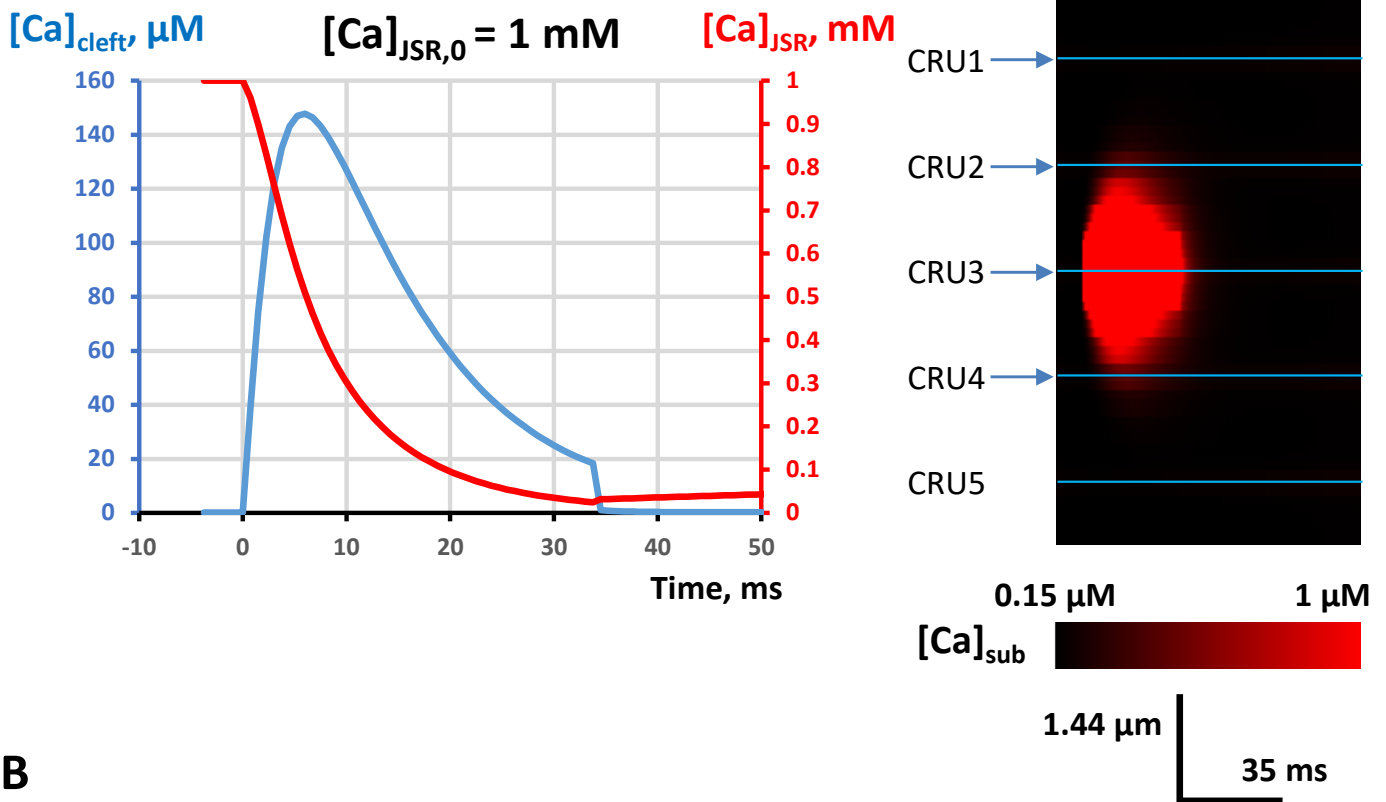 [Ca]cleft, μM
[Ca]JSR,0 = 1 mM
[Ca]JSR, mM
160
140
120
100
80
60
40
20
0
1
0.9
0.8
0.7
0.6
0.5
0.4
0.3
0.2
0.1
0
-10 0 10 20 30 40 50
Time, ms
CRU1
CRU2
CRU3
CRU4
CRU5
0.15 μM 1 μM
[Ca]sub
1.44 μm
35 ms
B